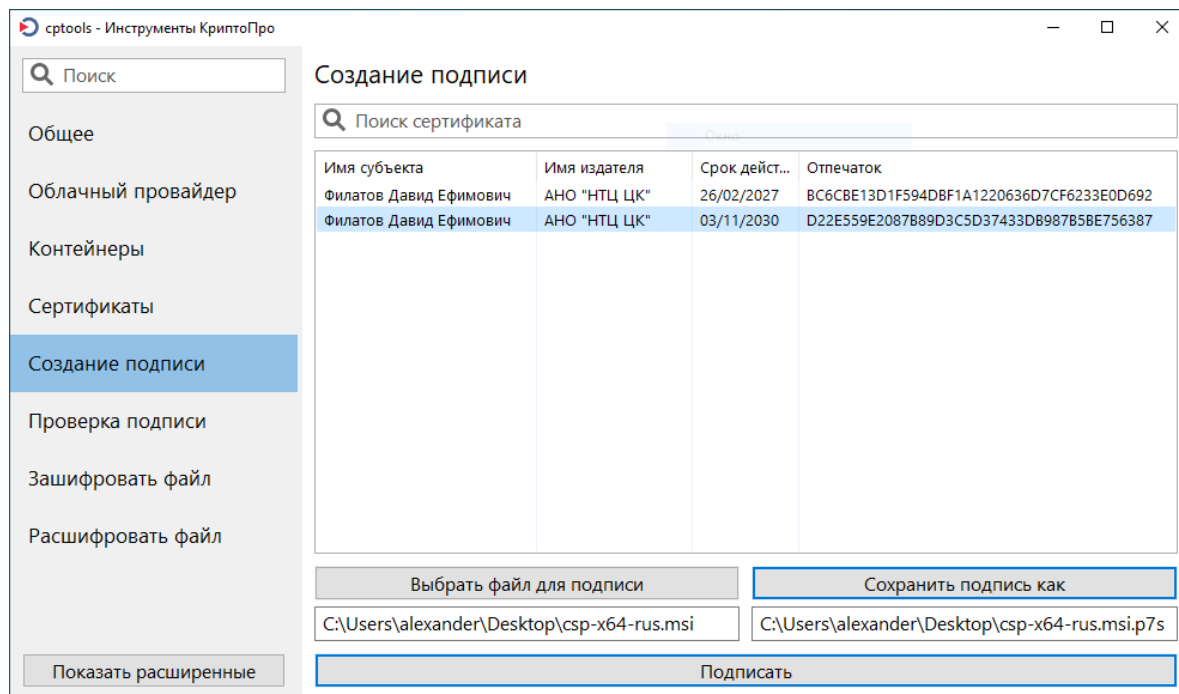 cptools - Инструменты КриптоПро
Поиск
Общее
Облачный провайдер
Контейнеры
Сертификаты
Создание подписи
Проверка подписи
Зашифровать файл
Расшифровать файл
Показать расширенные
Создание подписи
Поиск сертификата
Окно
Имя субъекта Имя издателя Срок дейст... Отпечаток
Филатов Давид Ефимович АНО "НТЦ ЦК" 26/02/2027 BC6CBE13D1F594DBF1A1220636D7CF6233E0D692
Филатов Давид Ефимович АНО "НТЦ ЦК" 03/11/2030 D22E559E2087B89D3C5D37433DB987B5BE756387
Выбрать файл для подписи Сохранить подпись как
C:\Users\alexander\Desktop\csp-x64-rus.msi C:\Users\alexander\Desktop\csp-x64-rus.msi.p7s
Подписать